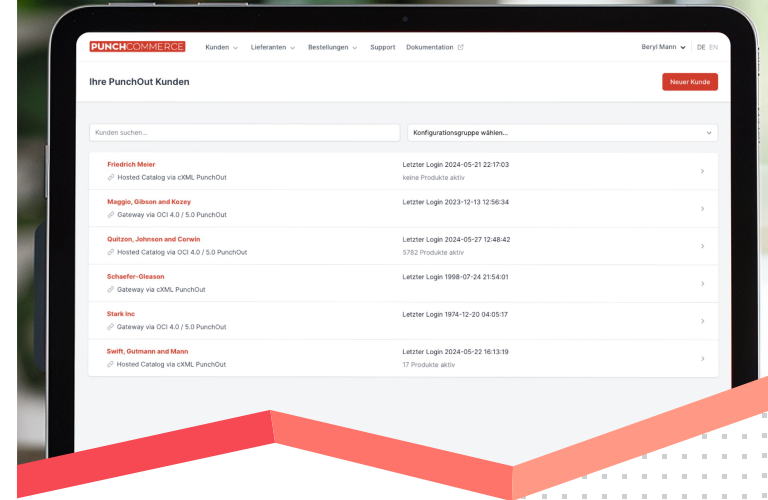 PUNCHCOMMERCE Kunden Lieferanten Bestellungen Support Dokumentation Beryl Mann DE EN
Ihre PunchOut Kunden Neuer Kunde
Kunden suchen... Konfigurationsgruppe wählen...
Friedrich Meier Letzter Login 2024-05-21 22:17:03
Hosted Catalog via cXML PunchOut keine Produkte aktiv
Maggio, Gibson and Kozey Letzter Login 2023-12-13 12:56:34
Gateway via OCI 4.0 / 5.0 PunchOut
Quitzon, Johnson and Corwin Letzter Login 2024-05-27 12:48:42
Hosted Catalog via OCI 4.0 / 5.0 PunchOut 5782 Produkte aktiv
Schaefer-Gleason Letzter Login 1998-07-24 21:54:01
Gateway via cXML PunchOut
Stark Inc Letzter Login 1974-12-20 04:05:17
Gateway via OCI 4.0 / 5.0 PunchOut
Swift, Gutmann and Mann Letzter Login 2024-05-22 16:13:19
Hosted Catalog via cXML PunchOut 17 Produkte aktiv